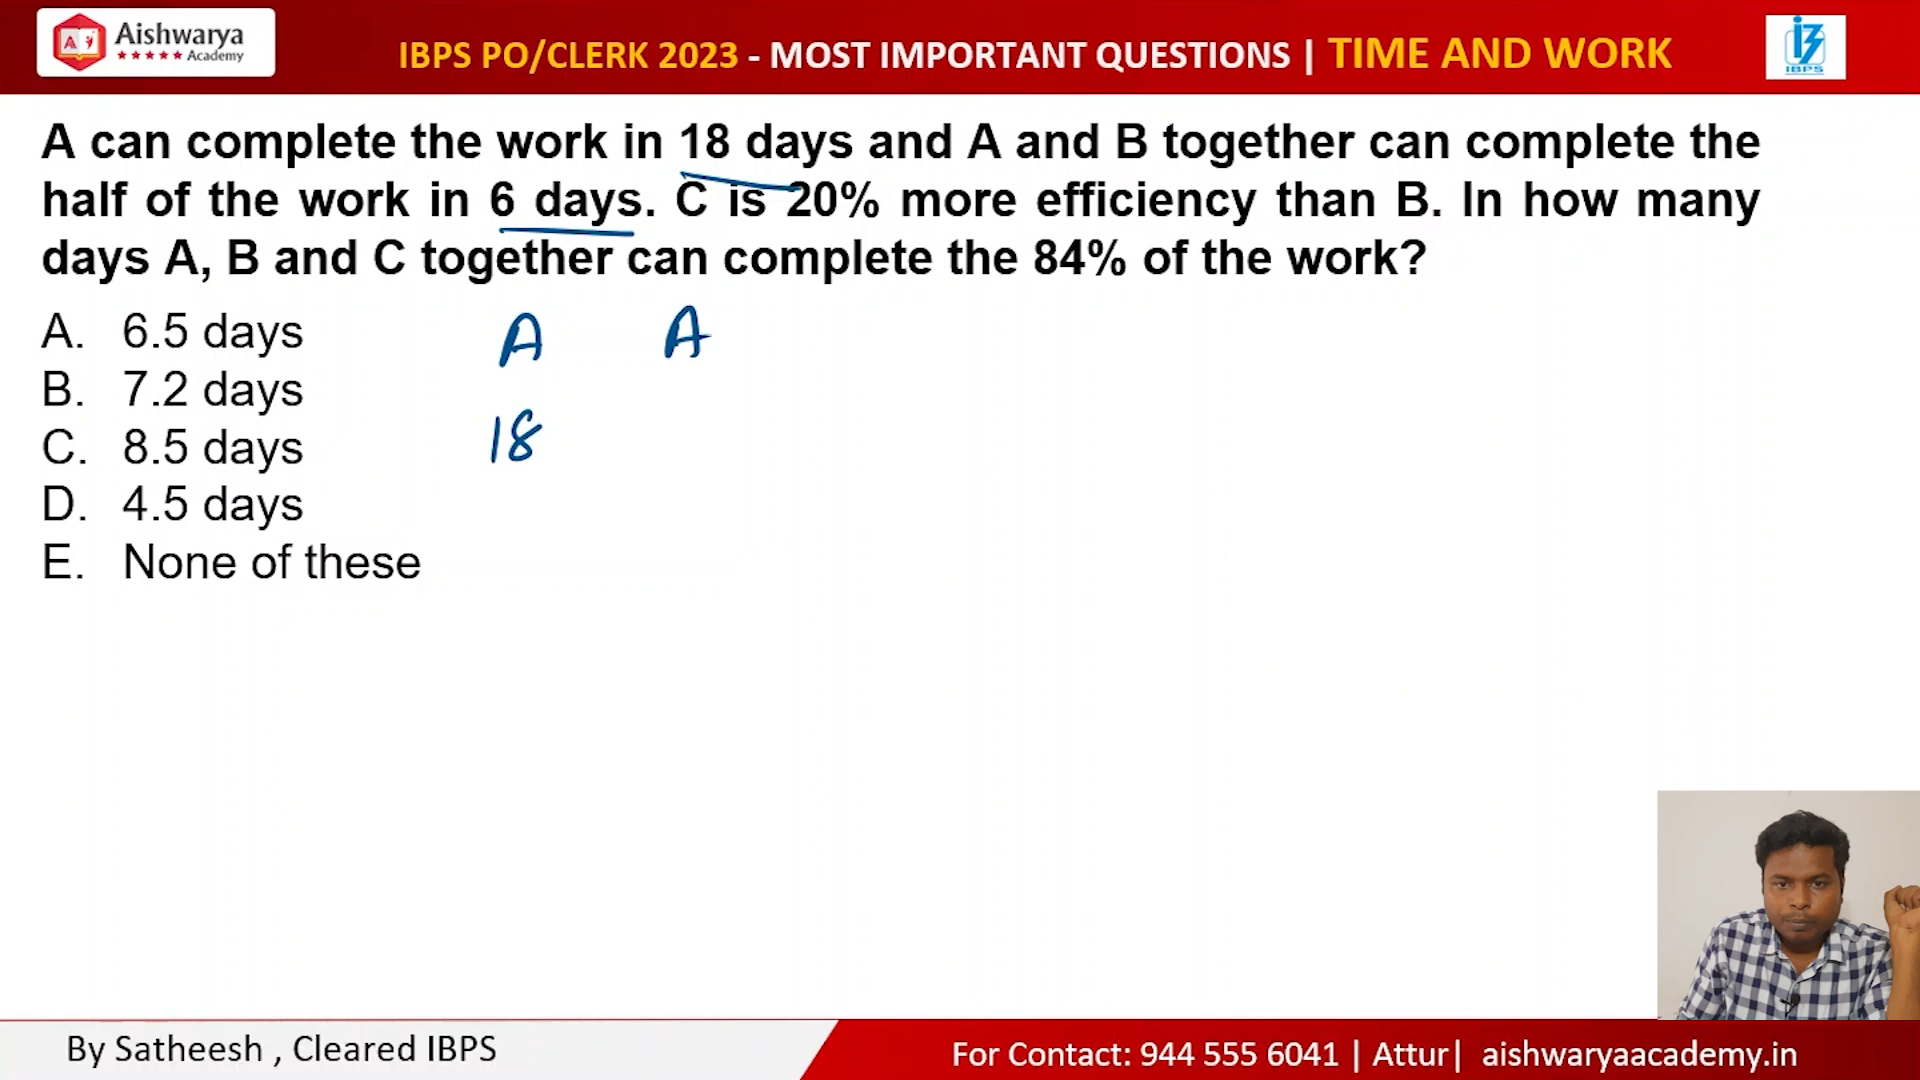 Aishwarya
Academy
IBPS PO/CLERK 2023 - MOST IMPORTANT QUESTIONS | TIME AND WORK
IBPS
A can complete the work in 18 days and A and B together can complete the
half of the work in 6 days. C is 20% more efficiency than B. In how many
days A, B and C together can complete the 84% of the work?
A. 6.5 days
B. 7.2 days
C. 8.5 days
D. 4.5 days
E. None of these
A A
18
By Satheesh , Cleared IBPS
For Contact: 944 555 6041 | Attur| aishwaryaacademy.in